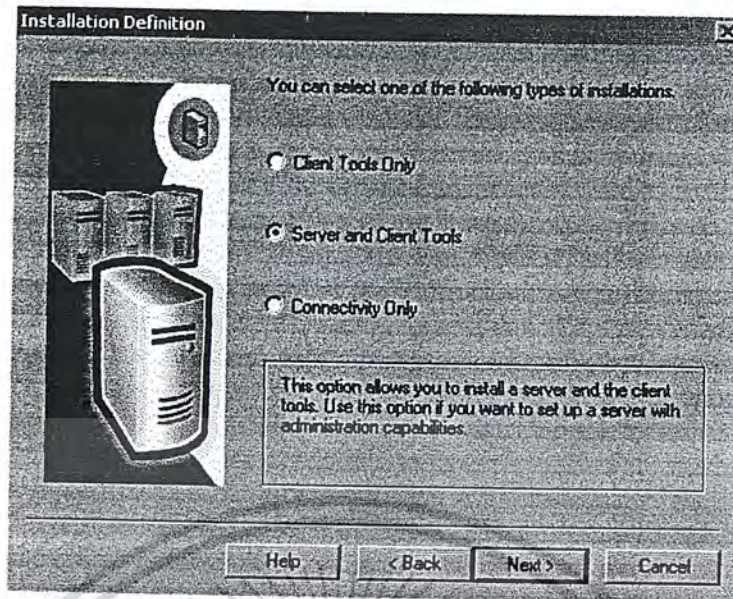 Installation Definition
You can select one of the following types of installations.
Client Tools Only
Server and Client Tools
Connectivity Only
This option allows you to install a server and the client
tools. Use this option if you want to set up a server with
administration capabilities.
Help
< Back
Next >
Cancel